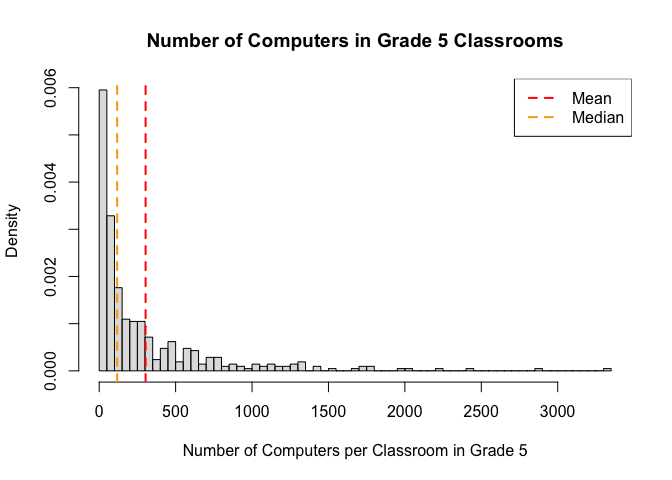 Number of Computers in Grade 5 Classrooms
Mean
Median
Density
0.000
0.002
0.004
0.006
0
500
1000
1500
2000
2500
3000
Number of Computers per Classroom in Grade 5